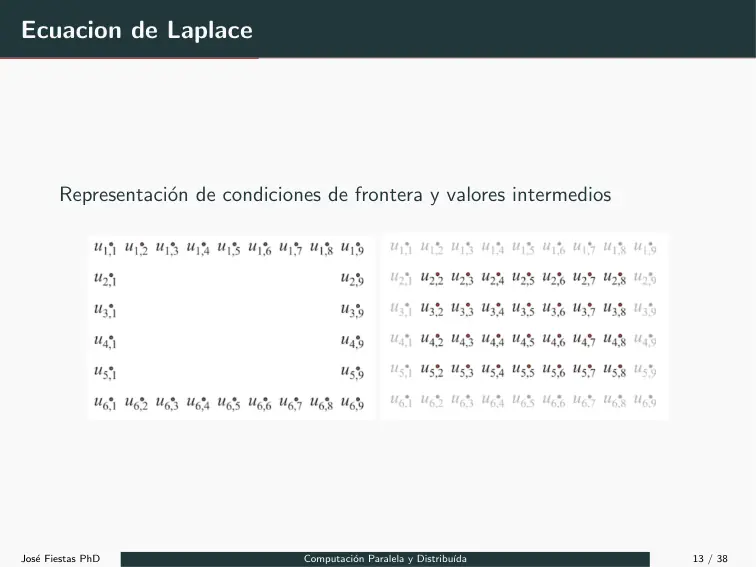 Ecuacion de Laplace
Representación de condiciones de frontera y valores intermedios
u1,1 u1,2 u1,3 u1,4 u1,5 u1,6 u1,7 u1,8 u1,9
u2,1 u2,9
u3,1 u3,9
u4,1 u4,9
u5,1 u5,9
u6,1 u6,2 u6,3 u6,4 u6,5 u6,6 u6,7 u6,8 u6,9
u1,1 u1,2 u1,3 u1,4 u1,5 u1,6 u1,7 u1,8 u1,9
u2,1 u2,2 u2,3 u2,4 u2,5 u2,6 u2,7 u2,8 u2,9
u3,1 u3,2 u3,3 u3,4 u3,5 u3,6 u3,7 u3,8 u3,9
u4,1 u4,2 u4,3 u4,4 u4,5 u4,6 u4,7 u4,8 u4,9
u5,1 u5,2 u5,3 u5,4 u5,5 u5,6 u5,7 u5,8 u5,9
u6,1 u6,2 u6,3 u6,4 u6,5 u6,6 u6,7 u6,8 u6,9
José Fiestas PhD
Computación Paralela y Distribuída
13 / 38